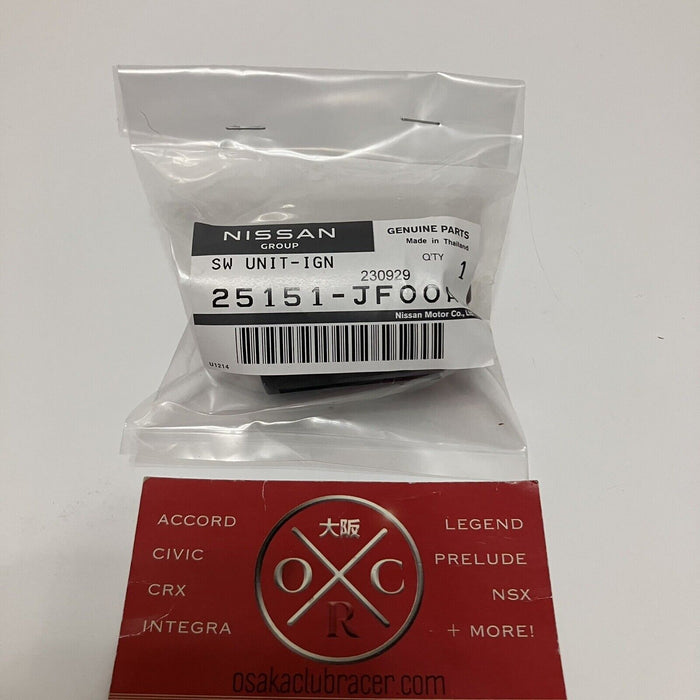 NISSAN
GROUP
GENUINE PARTS
Made in Thailand
SW UNIT-IGN
Q'TY
1
230929
25151-JF00A
Nissan Motor Co.,
U1214
大阪
O C
R
ACCORD
CIVIC
CRX
INTEGRA
LEGEND
PRELUDE
NSX
+ MORE!
osakaclubracer.com